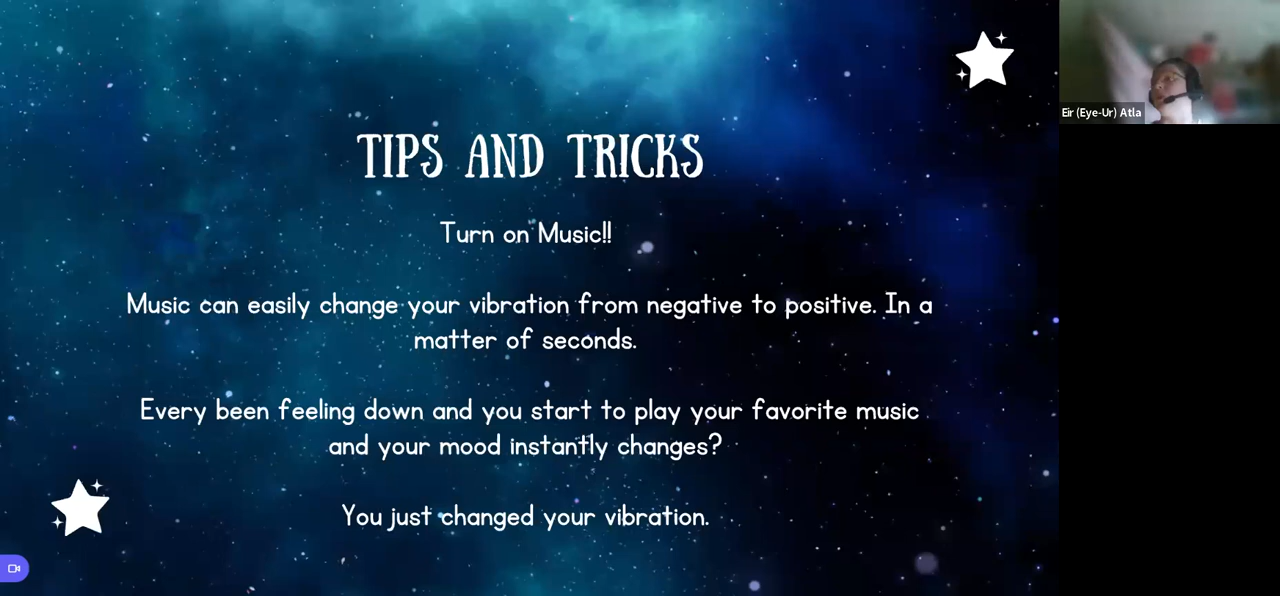 TIPS AND TRICKS
Turn on Music!!
Music can easily change your vibration from negative to positive. In a
matter of seconds.
Every been feeling down and you start to play your favorite music
and your mood instantly changes?
You just changed your vibration.
Eir (Eye-Ur) Atla